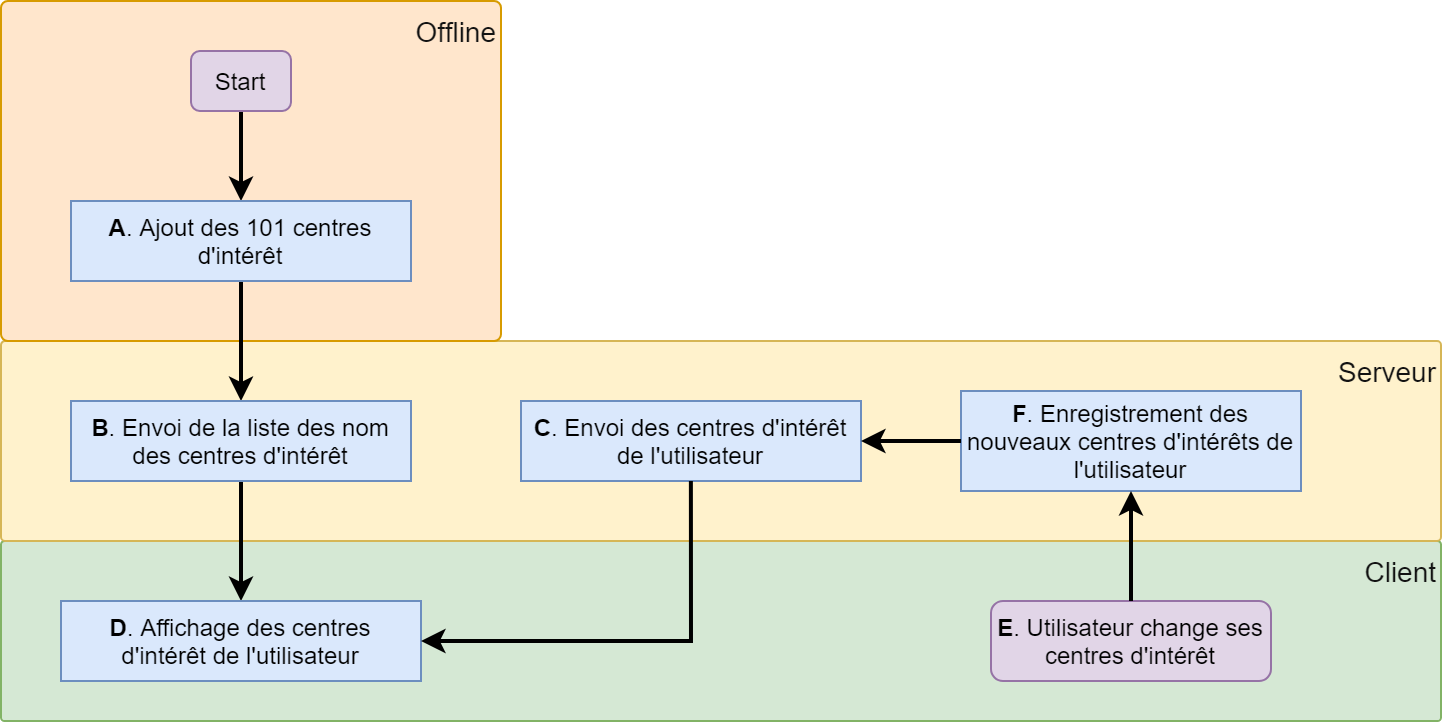 Offline
Start
A. Ajout des 101 centres
d'intérêt
Serveur
B. Envoi de la liste des nom
des centres d'intérêt
C. Envoi des centres d'intérêt
de l'utilisateur
F. Enregistrement des
nouveaux centres d'intérêts de
l'utilisateur
Client
D. Affichage des centres
d'intérêt de l'utilisateur
E. Utilisateur change ses
centres d'intérêt